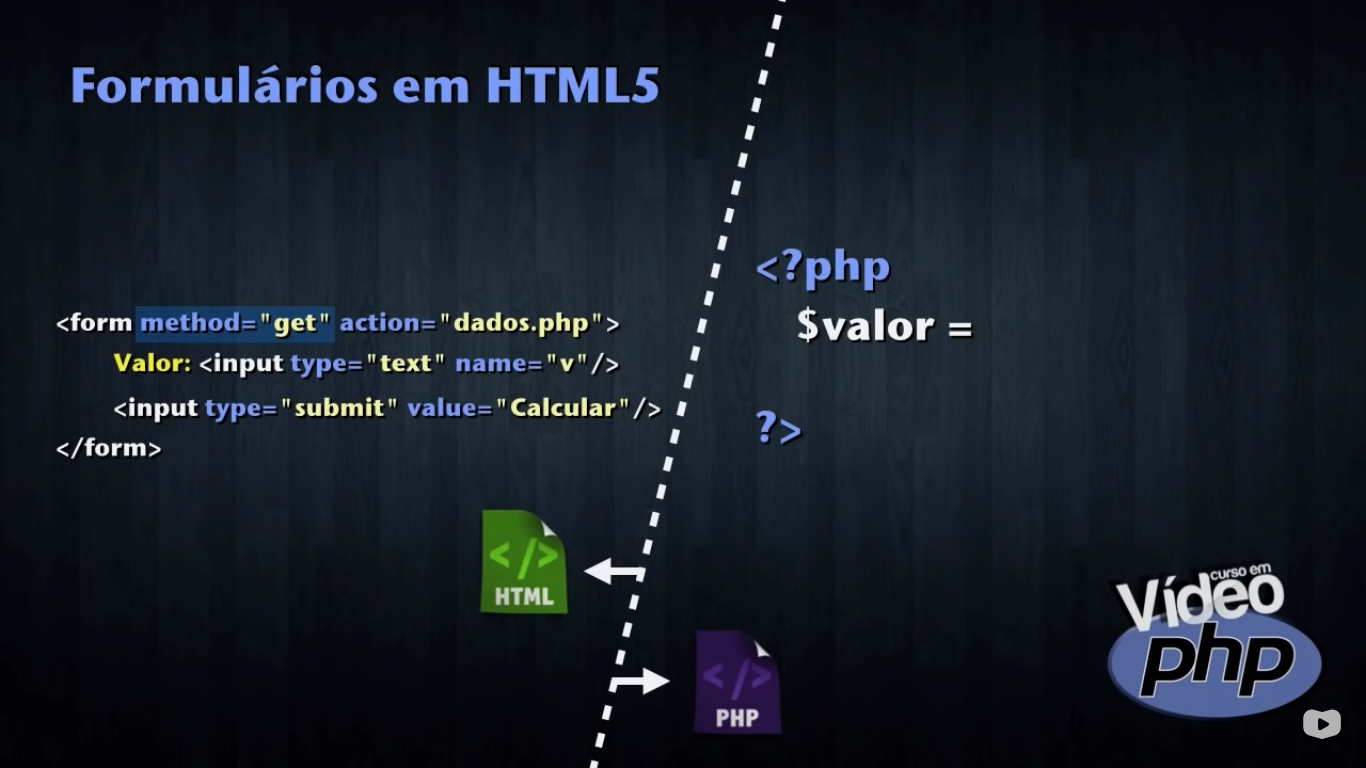 Formulários em HTML5
<form method="get" action="dados.php">
Valor: <input type="text" name="v"/>
<input type="submit" value="Calcular"/>
</form>
<?php
$valor =
?>
</>
HTML
</>
PHP
curso em
Vídeo
php